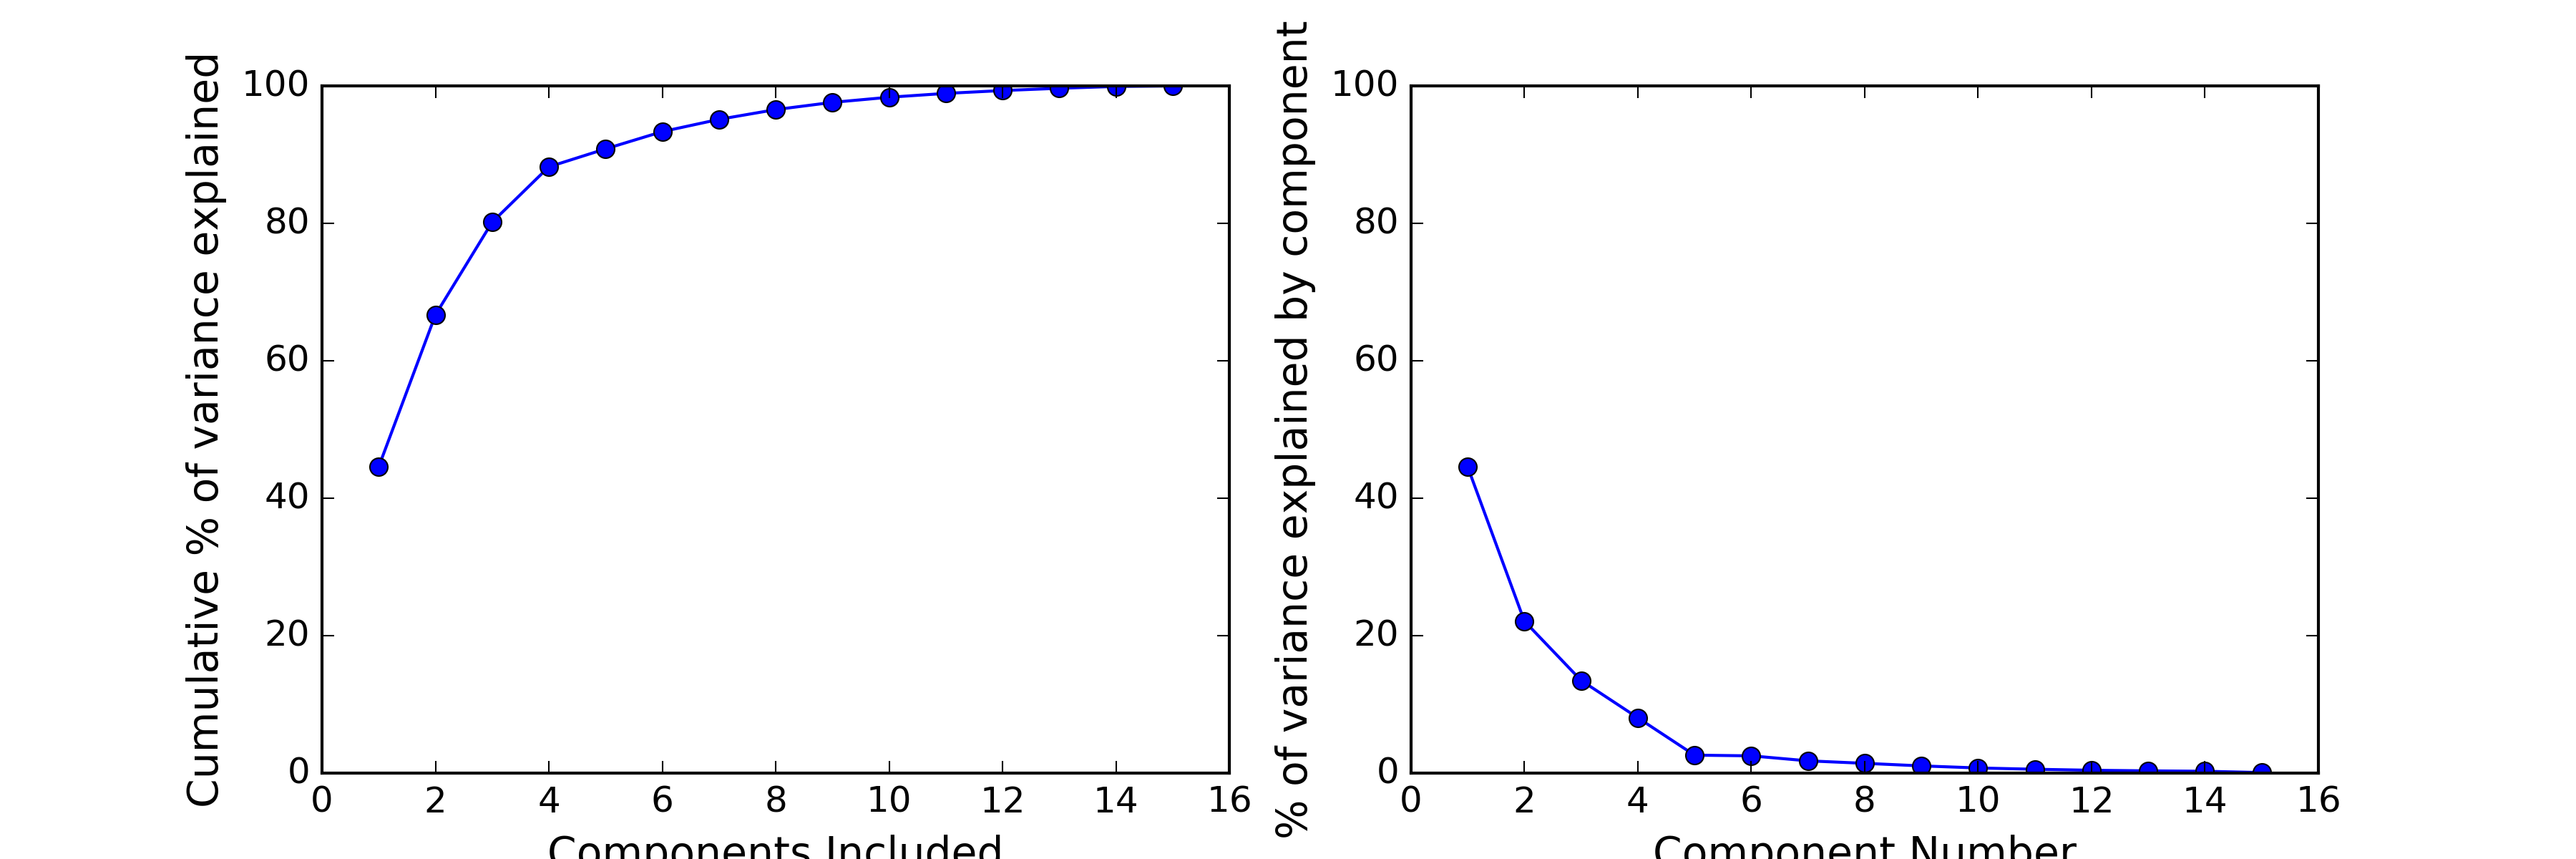 Cumulative % of variance explained
100
80
60
40
20
0
0 2 4 6 8 10 12 14 16
Components Included
% of variance explained by component
100
80
60
40
20
0
0 2 4 6 8 10 12 14 16
Component Number